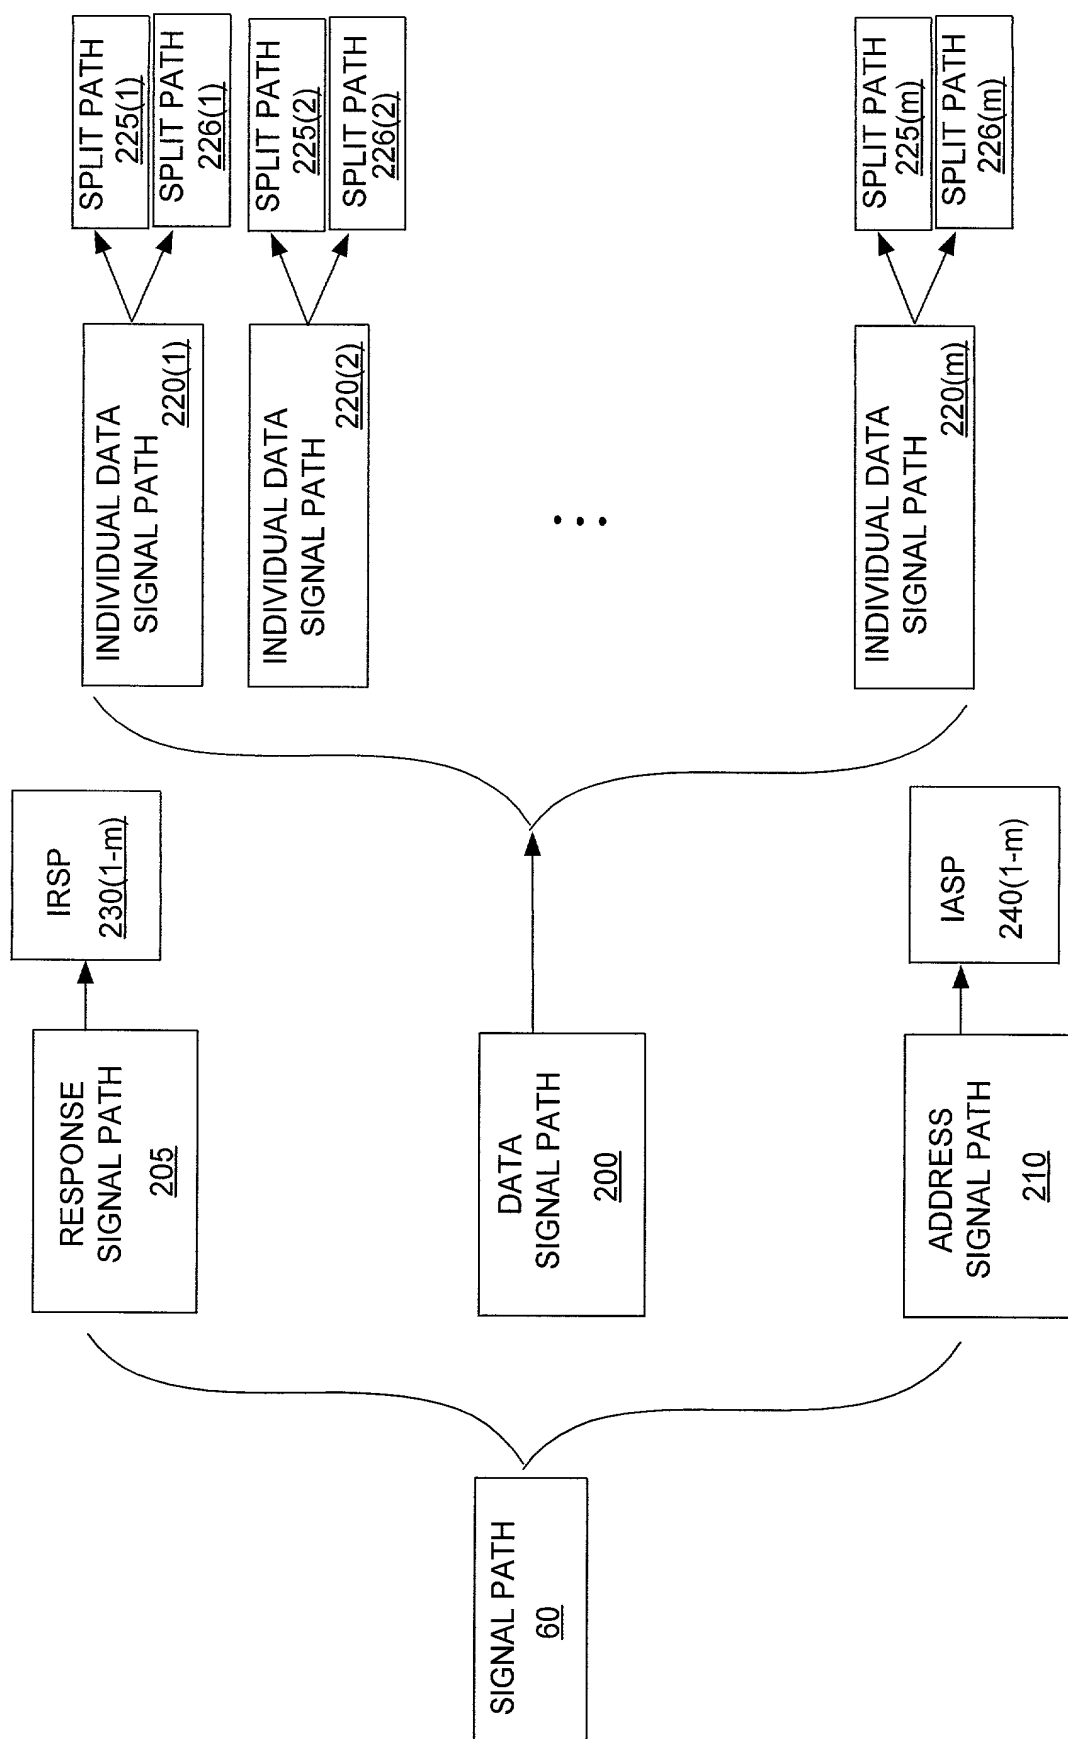 SIGNAL PATH
60
RESPONSE
SIGNAL PATH
205
DATA
SIGNAL PATH
200
ADDRESS
SIGNAL PATH
210
IRSP
230(1-m)
IASP
240(1-m)
INDIVIDUAL DATA
SIGNAL PATH
220(1)
INDIVIDUAL DATA
SIGNAL PATH
220(2)
...
INDIVIDUAL DATA
SIGNAL PATH
220(m)
SPLIT PATH
225(1)
SPLIT PATH
226(1)
SPLIT PATH
225(2)
SPLIT PATH
226(2)
SPLIT PATH
225(m)
SPLIT PATH
226(m)